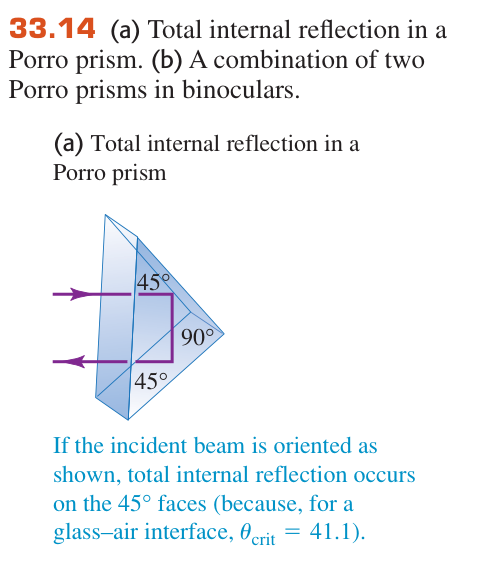 33.14 (a) Total internal reflection in a
Porro prism. (b) A combination of two
Porro prisms in binoculars.
(a) Total internal reflection in a
Porro prism
45°
90°
45°
If the incident beam is oriented as
shown, total internal reflection occurs
on the 45° faces (because, for a
glass–air interface, θcrit = 41.1).